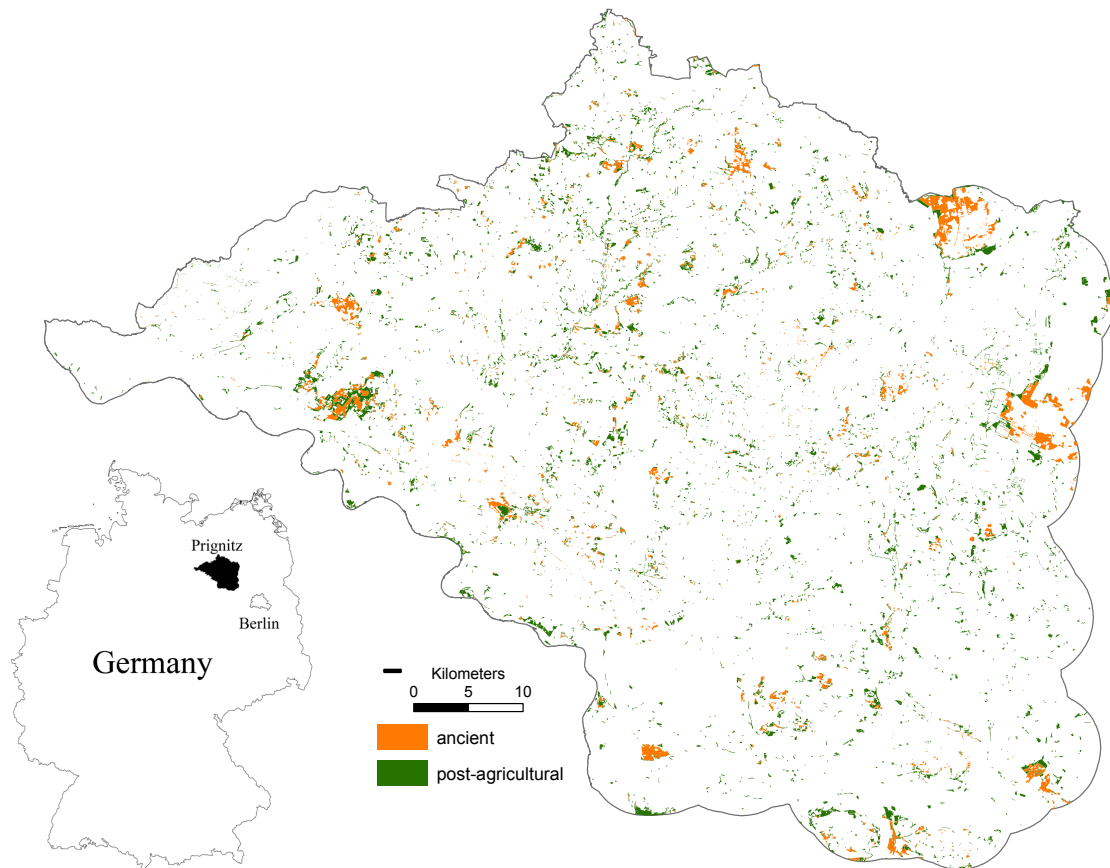 Prignitz
Berlin
Germany
Kilometers
0 5 10
ancient
post-agricultural